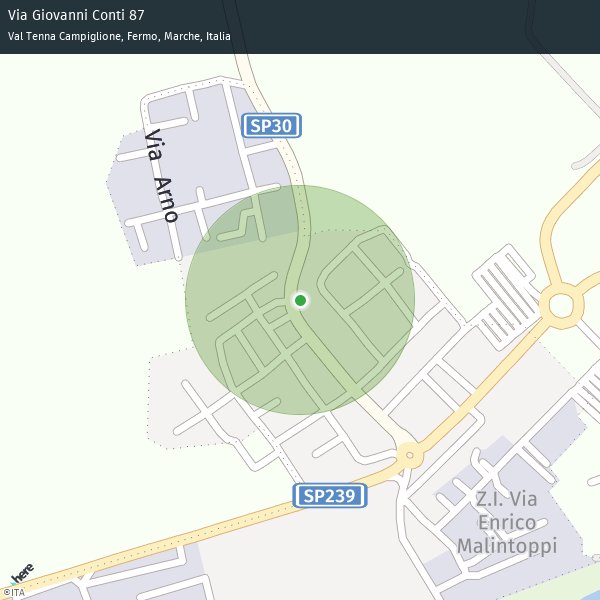 Via Giovanni Conti 87
Val Tenna Campiglione, Fermo, Marche, Italia
SP30
Via Arno
SP239
Z.I. Via
Enrico
Malintoppi
here
©ITA